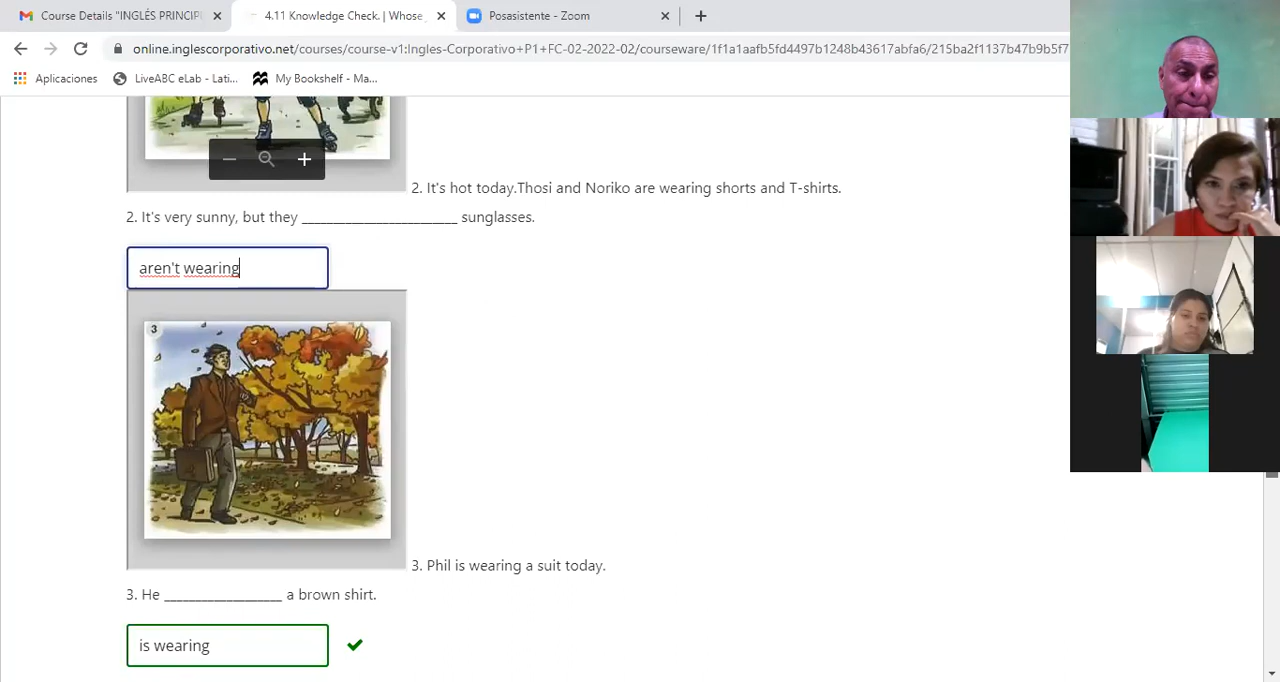 Course Details "INGLÉS PRINCIPI
4.11 Knowledge Check. | Whose
Posasistente - Zoom
online.inglescorporativo.net/courses/course-v1:Ingles-Corporativo+P1+FC-02-2022-02/courseware/1f1a1aafb5fd4497b1248b43617abfa6/215ba2f1137b47b9b5f7
Aplicaciones
LiveABC eLab - Lati...
My Bookshelf - Ma...
2. It's hot today.Thosi and Noriko are wearing shorts and T-shirts.
2. It's very sunny, but they _________________________ sunglasses.
aren't wearing
3
3. Phil is wearing a suit today.
3. He ___________________ a brown shirt.
is wearing